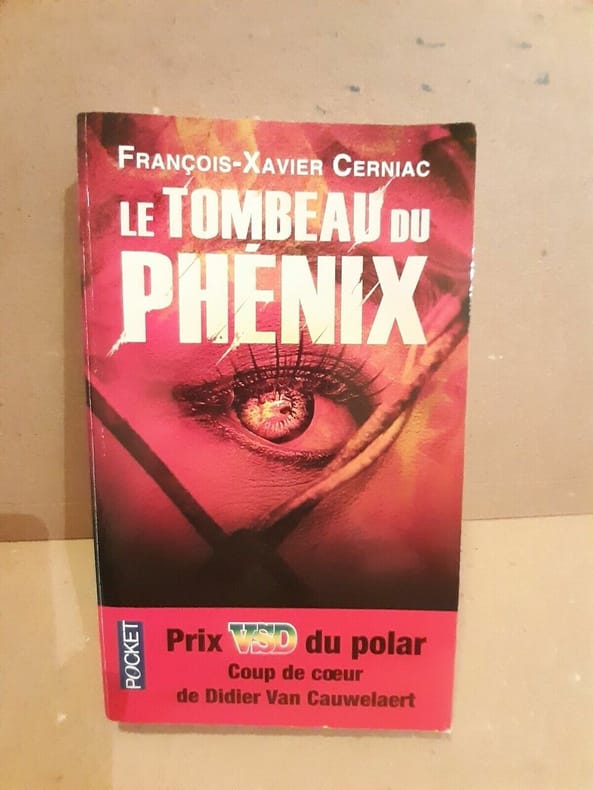 FRANÇOIS-XAVIER CERNIAC
LE TOMBEAU DU
PHÉNIX
POCKET
Prix VSD du polar
Coup de cœur
de Didier Van Cauwelaert